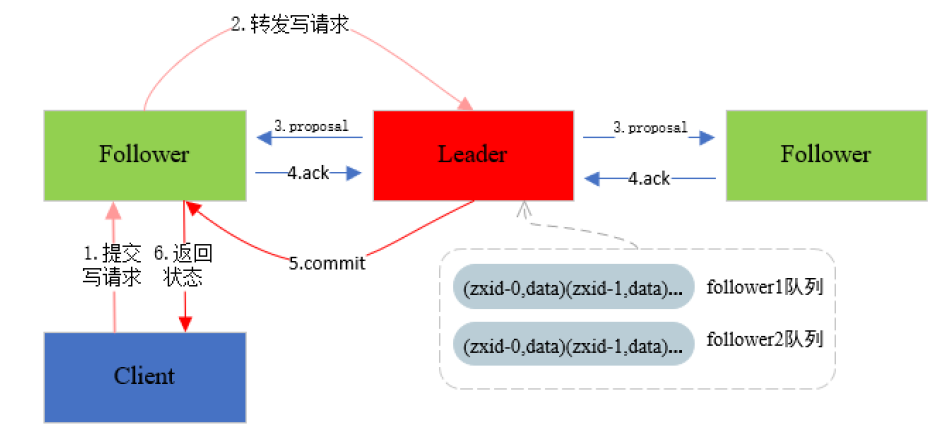 2.转发写请求
Follower
3.proposal
4.ack
Leader
3.proposal
4.ack
Follower
1.提交
写请求
6.返回
状态
5.commit
(zxid-0,data)(zxid-1,data)...
follower1队列
(zxid-0,data)(zxid-1,data)...
follower2队列
Client